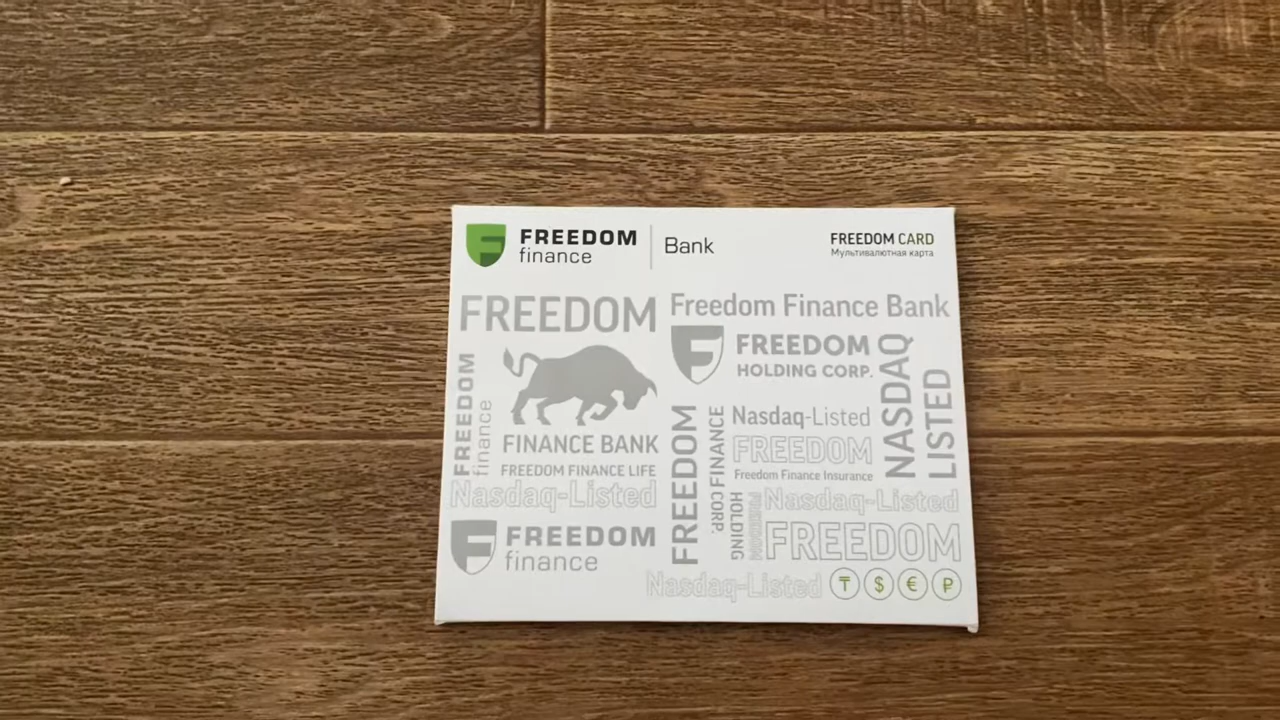 FREEDOM
finance
Bank
FREEDOM CARD
Мультивалютная карта
FREEDOM
Freedom Finance Bank
FREEDOM
HOLDING CORP.
NASDAQ
LISTED
FREEDOM
finance
FINANCE BANK
FREEDOM FINANCE LIFE
Nasdaq-Listed
FREEDOM
finance
FREEDOM
FINANCE
CORP.
HOLDING
FREEDOM
Nasdaq-Listed
FREEDOM
Freedom Finance Insurance
Nasdaq-Listed
FREEDOM
Nasdaq-Listed
₸ $ € ₽